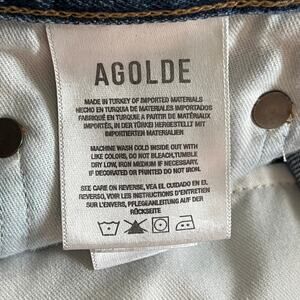 AGOLDE
MADE IN TURKEY OF IMPORTED MATERIALS
HECHO EN TURQUIA DE MATERIALES IMPORTADOS
FABRIQUÉ EN TURQUIE A PARTIR DE MATÉRIAUX
IMPORTÉS, IN DER TÜRKEI HERGESTELLT MIT
IMPORTIERTEN MATERIALIEN
MACHINE WASH COLD INSIDE OUT WITH
LIKE COLORS, DO NOT BLEACH,TUMBLE
DRY LOW, IRON MEDIUM IF NECESSARY.
IF DECORATED OR PRINTED DO NOT IRON.
SEE CARE ON REVERSE, VEA EL CUIDADO EN EL
REVERSO, VOIR LES INSTRUCTIONS D'ENTRETIEN
SUR L'ENVERS, PFLEGEANLEITUNG AUF DER
RÜCKSEITE